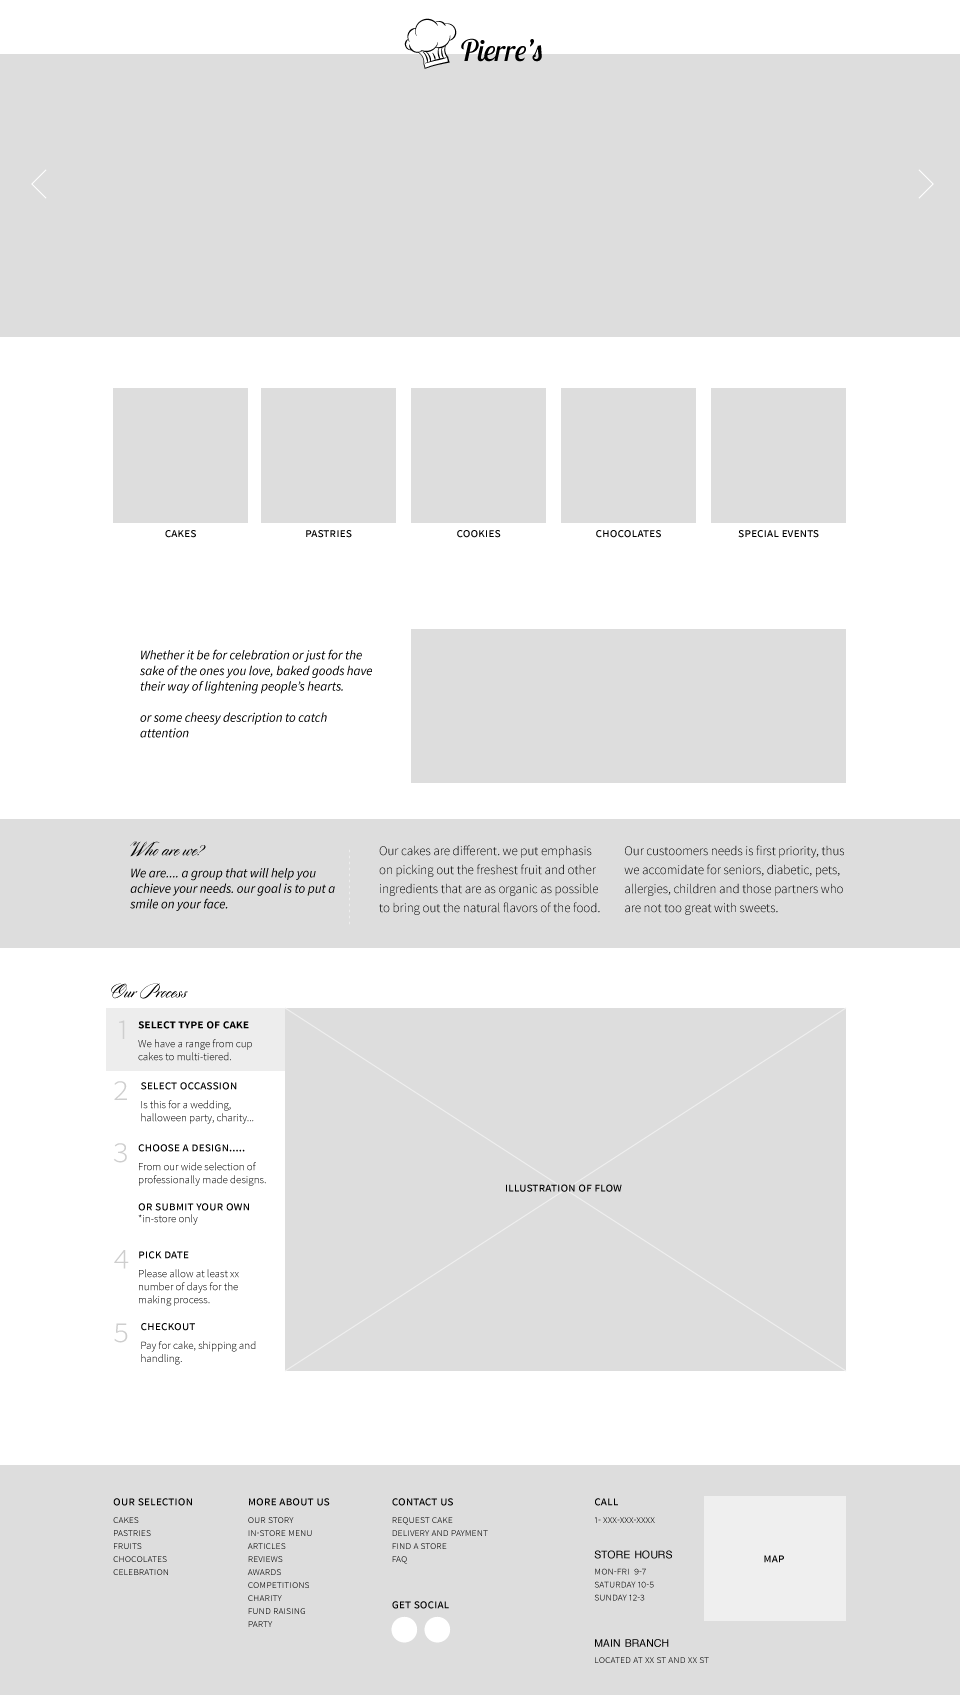 Pierre's
CAKES
PASTRIES
COOKIES
CHOCOLATES
SPECIAL EVENTS
Whether it be for celebration or just for the
sake of the ones you love, baked goods have
their way of lightening people's hearts.
or some cheesy description to catch
attention
Who are we?
We are.... a group that will help you
achieve your needs. our goal is to put a
smile on your face.
Our cakes are different. we put emphasis
on picking out the freshest fruit and other
ingredients that are as organic as possible
to bring out the natural flavors of the food.
Our custoomers needs is first priority, thus
we accomidate for seniors, diabetic, pets,
allergies, children and those partners who
are not too great with sweets.
Our Process
1 SELECT TYPE OF CAKE
We have a range from cup
cakes to multi-tiered.
2 SELECT OCCASSION
Is this for a wedding,
halloween party, charity...
3 CHOOSE A DESIGN.....
From our wide selection of
professionally made designs.
OR SUBMIT YOUR OWN
*in-store only
4 PICK DATE
Please allow at least xx
number of days for the
making process.
5 CHECKOUT
Pay for cake, shipping and
handling.
ILLUSTRATION OF FLOW
OUR SELECTION
CAKES
PASTRIES
FRUITS
CHOCOLATES
CELEBRATION
MORE ABOUT US
OUR STORY
IN-STORE MENU
ARTICLES
REVIEWS
AWARDS
COMPETITIONS
CHARITY
FUND RAISING
PARTY
CONTACT US
REQUEST CAKE
DELIVERY AND PAYMENT
FIND A STORE
FAQ
GET SOCIAL
CALL
1- XXX-XXX-XXXX
STORE HOURS
MON-FRI 9-7
SATURDAY 10-5
SUNDAY 12-3
MAIN BRANCH
LOCATED AT XX ST AND XX ST
MAP